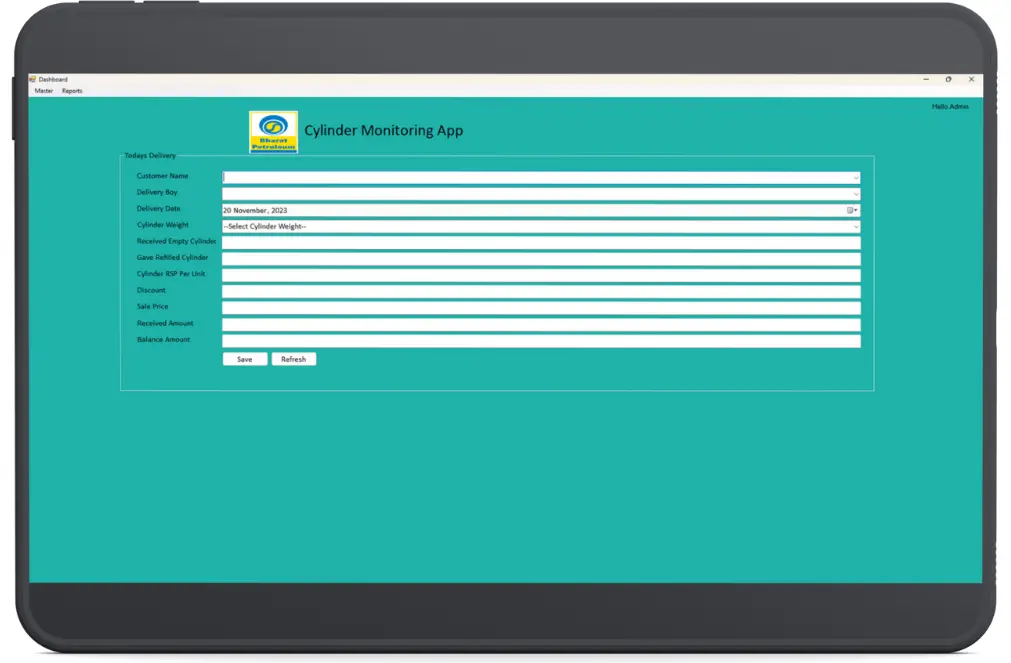 Dashboard
Master Reports
Hello Admin
Bharat
Petroleum
Cylinder Monitoring App
Todays Delivery
Customer Name
Delivery Boy
Delivery Date 20 November, 2023
Cylinder Weight --Select Cylinder Weight--
Received Empty Cylinder
Gave Refilled Cylinder
Cylinder RSP Per Unit
Discount
Sale Price
Received Amount
Balance Amount
Save Refresh